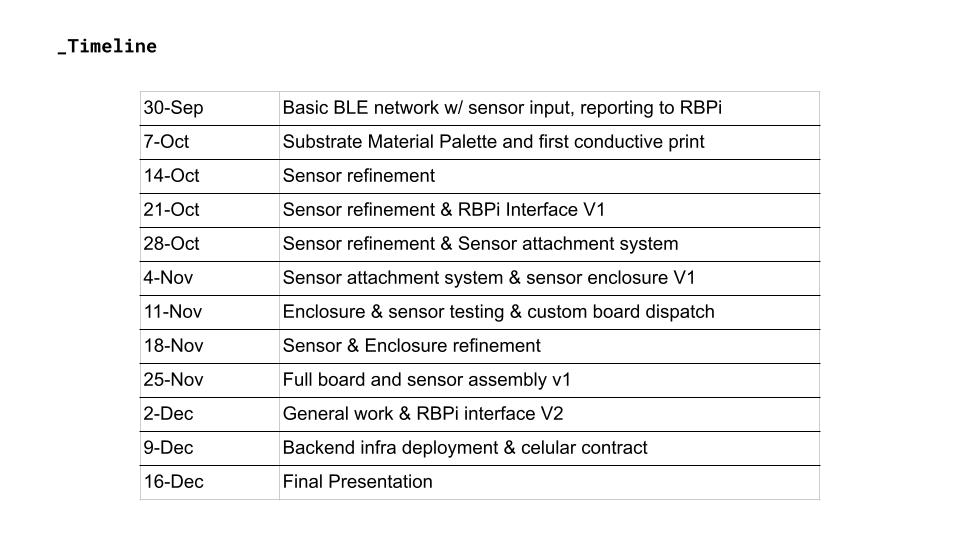 _Timeline
30-Sep Basic BLE network w/ sensor input, reporting to RBPi
7-Oct Substrate Material Palette and first conductive print
14-Oct Sensor refinement
21-Oct Sensor refinement & RBPi Interface V1
28-Oct Sensor refinement & Sensor attachment system
4-Nov Sensor attachment system & sensor enclosure V1
11-Nov Enclosure & sensor testing & custom board dispatch
18-Nov Sensor & Enclosure refinement
25-Nov Full board and sensor assembly v1
2-Dec General work & RBPi interface V2
9-Dec Backend infra deployment & celular contract
16-Dec Final Presentation